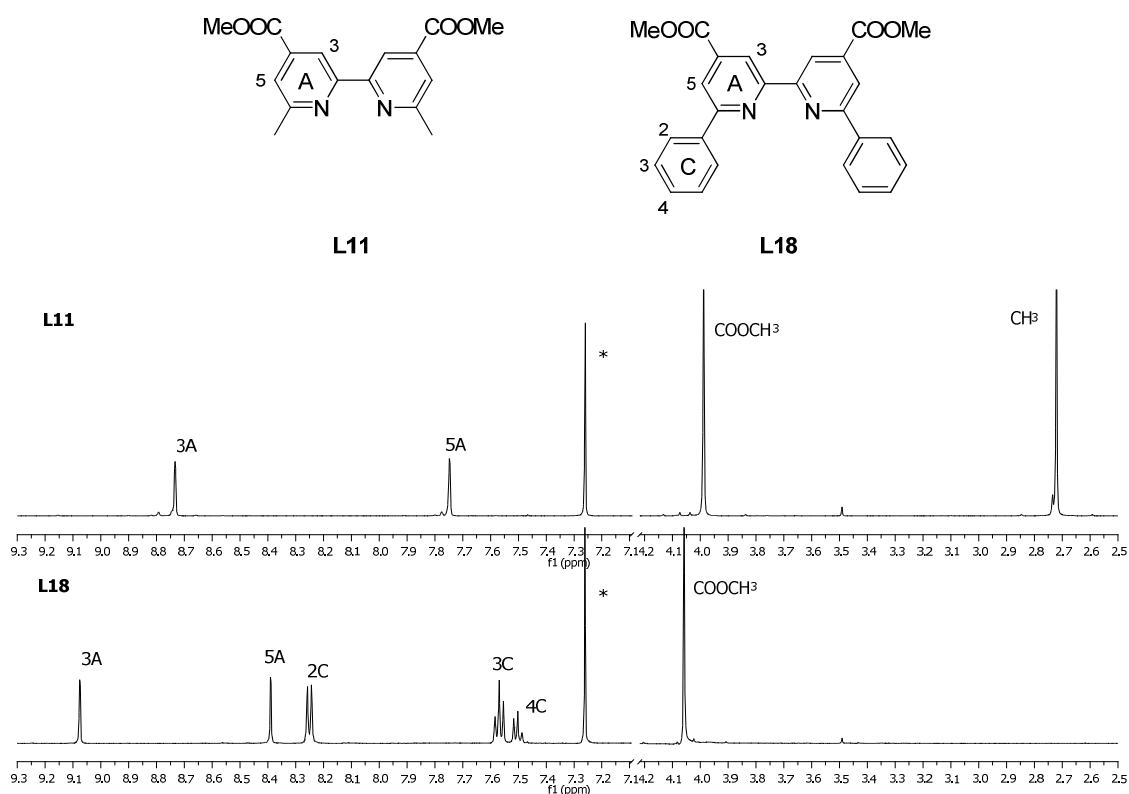 MeOOC COOMe
3
5 A
N N
MeOOC COOMe
3
5 A
N N
2
3 C
4
L11 L18
L11
COOCH3
CH3
*
3A 5A
9.3 9.2 9.1 9.0 8.9 8.8 8.7 8.6 8.5 8.4 8.3 8.2 8.1 8.0 7.9 7.8 7.7 7.6 7.5 7.4 7.3 7.2 7.1 4.2 4.1 4.0 3.9 3.8 3.7 3.6 3.5 3.4 3.3 3.2 3.1 3.0 2.9 2.8 2.7 2.6 2.5
f1 (ppm)
L18
* COOCH3
3A 5A 2C 3C
4C
9.3 9.2 9.1 9.0 8.9 8.8 8.7 8.6 8.5 8.4 8.3 8.2 8.1 8.0 7.9 7.8 7.7 7.6 7.5 7.4 7.3 7.2 7.1 4.2 4.1 4.0 3.9 3.8 3.7 3.6 3.5 3.4 3.3 3.2 3.1 3.0 2.9 2.8 2.7 2.6 2.5
f1 (ppm)